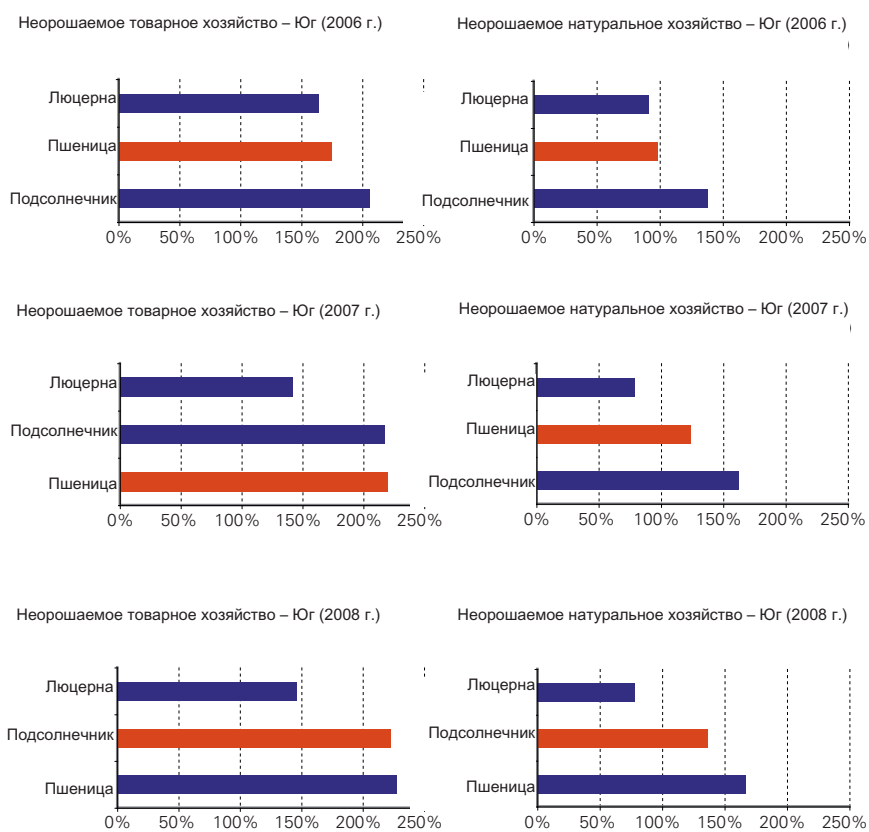 Неорошаемое товарное хозяйство – Юг (2006 г.)
Люцерна
Пшеница
Подсолнечник
0% 50% 100% 150% 200% 250%
Неорошаемое натуральное хозяйство – Юг (2006 г.)
Люцерна
Пшеница
Подсолнечник
0% 50% 100% 150% 200% 250%
Неорошаемое товарное хозяйство – Юг (2007 г.)
Люцерна
Подсолнечник
Пшеница
0% 50% 100% 150% 200% 250%
Неорошаемое натуральное хозяйство – Юг (2007 г.)
Люцерна
Пшеница
Подсолнечник
0% 50% 100% 150% 200% 250%
Неорошаемое товарное хозяйство – Юг (2008 г.)
Люцерна
Подсолнечник
Пшеница
0% 50% 100% 150% 200% 250%
Неорошаемое натуральное хозяйство – Юг (2008 г.)
Люцерна
Подсолнечник
Пшеница
0% 50% 100% 150% 200% 250%